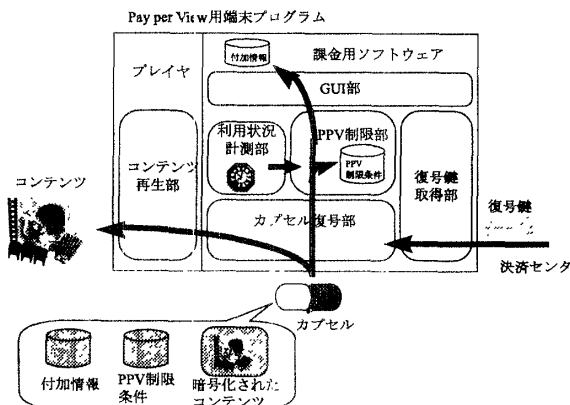 Pay per View用端末プログラム
プレイヤ
課金用ソフトウェア
付加情報
GUI部
利用状況
計測部
PPV制限部
PPV
制限条件
コンテンツ
再生部
復号鍵
取得部
カプセル復号部
コンテンツ
復号鍵
決済センタ
カプセル
付加情報
PPV制限
条件
暗号化された
コンテンツ